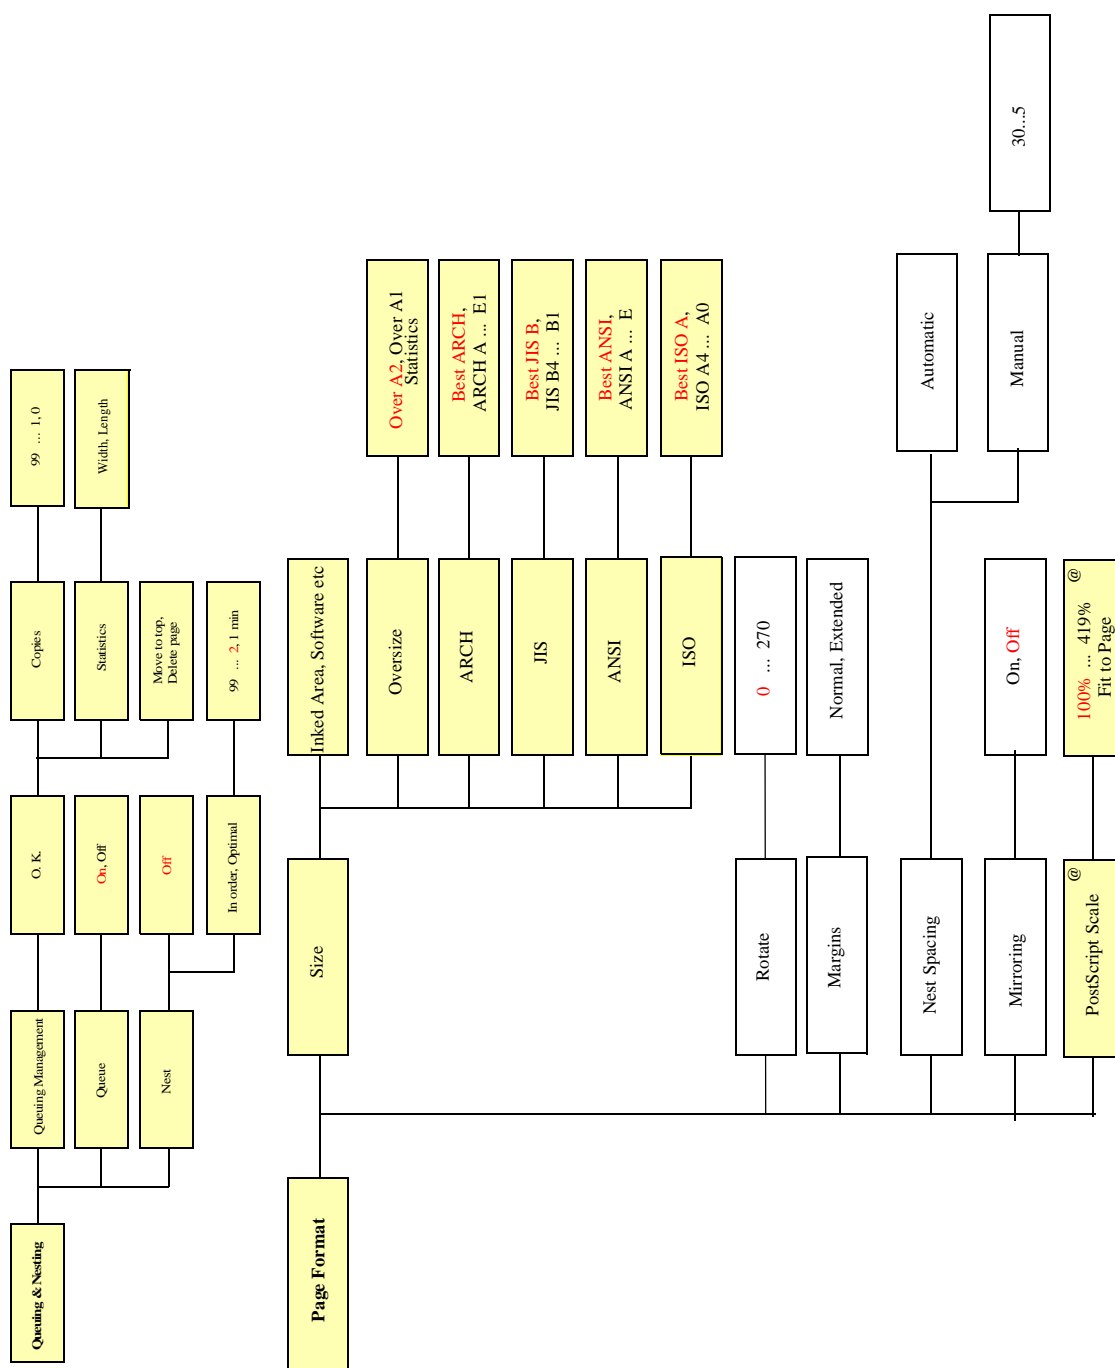 Queuing & Nesting
Queuing Management
O. K.
Copies
99 ... 1, 0
Statistics
Width, Length
Move to top,
Delete page
Queue
On, Off
Nest
Off
In order, Optimal
99 ... 2, 1 min
Page Format
Size
Inked Area, Software etc
Oversize
Over A2, Over A1
Statistics
ARCH
Best ARCH,
ARCH A ... E1
JIS
Best JIS B,
JIS B4 ... B1
ANSI
Best ANSI,
ANSI A ... E
ISO
Best ISO A,
ISO A4 ... A0
Rotate
0 ... 270
Margins
Normal, Extended
Nest Spacing
Automatic
Manual
30...5
Mirroring
On, Off
PostScript Scale
@
100% ... 419%
Fit to Page
@